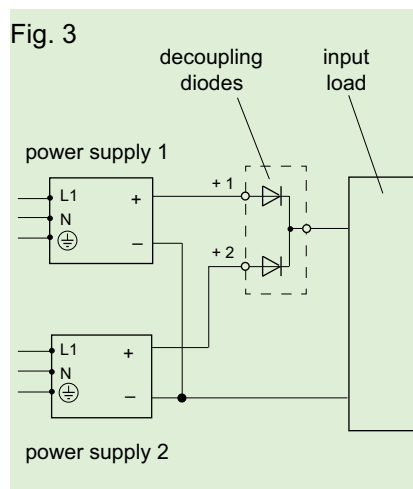 Fig. 3
decoupling
diodes
input
load
power supply 1
L1
N
+
–
+ 1
+ 2
L1
N
+
–
power supply 2